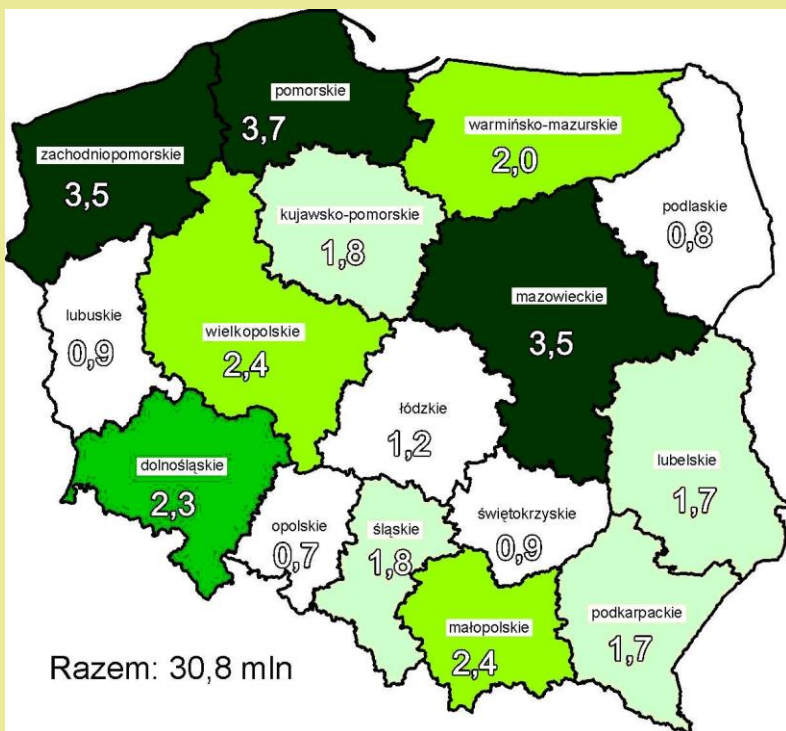 pomorskie
3,7
zachodniopomorskie
3,5
warmińsko-mazurskie
2,0
kujawsko-pomorskie
1,8
podlaskie
0,8
lubuskie
0,9
wielkopolskie
2,4
mazowieckie
3,5
łódzkie
1,2
dolnośląskie
2,3
lubelskie
1,7
opolskie
0,7
śląskie
1,8
świętokrzyskie
0,9
małopolskie
2,4
podkarpackie
1,7
Razem: 30,8 mln